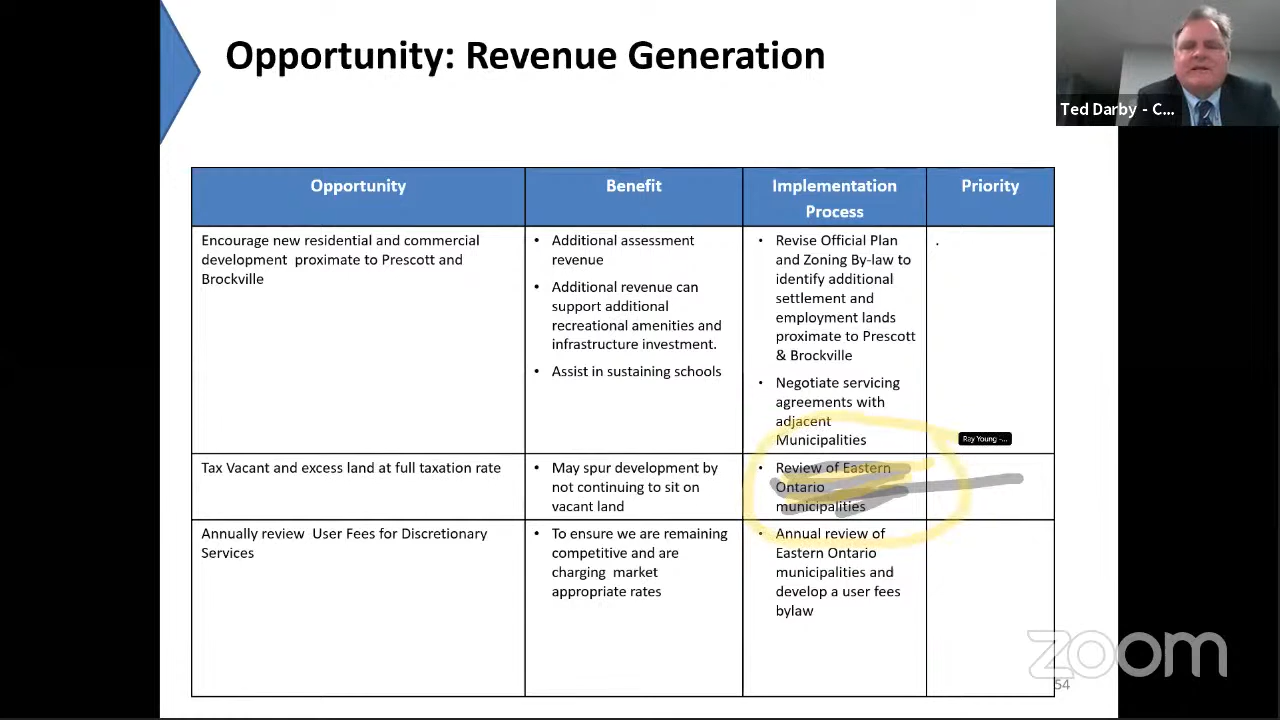 Opportunity: Revenue Generation
Ted Darby - C...
Opportunity
Benefit
Implementation
Process
Priority
Encourage new residential and commercial
development proximate to Prescott and
Brockville
• Additional assessment
revenue
• Additional revenue can
support additional
recreational amenities and
infrastructure investment.
• Assist in sustaining schools
• Revise Official Plan
and Zoning By-law to
identify additional
settlement and
employment lands
proximate to Prescott
& Brockville
• Negotiate servicing
agreements with
adjacent
Municipalities
.
Ray Young -...
Tax Vacant and excess land at full taxation rate
• May spur development by
not continuing to sit on
vacant land
• Review of Eastern
Ontario
municipalities
Annually review User Fees for Discretionary
Services
• To ensure we are remaining
competitive and are
charging market
appropriate rates
• Annual review of
Eastern Ontario
municipalities and
develop a user fees
bylaw
zoom
54